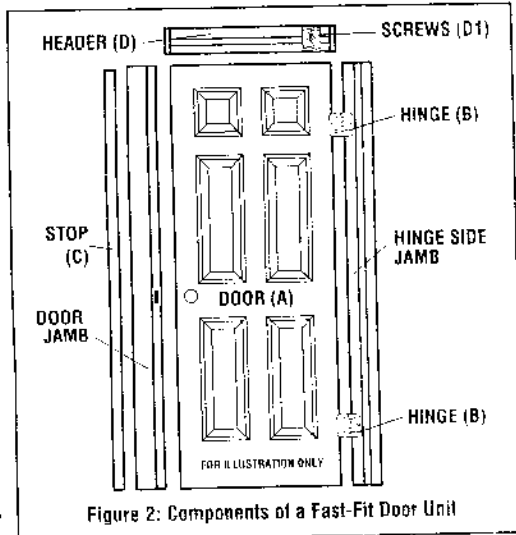 HEADER (D)
SCREWS (D1)
HINGE (B)
STOP
(C)
HINGE SIDE
JAMB
DOOR (A)
DOOR
JAMB
HINGE (B)
FOR ILLUSTRATION ONLY
Figure 2: Components of a Fast-Fit Door Unit